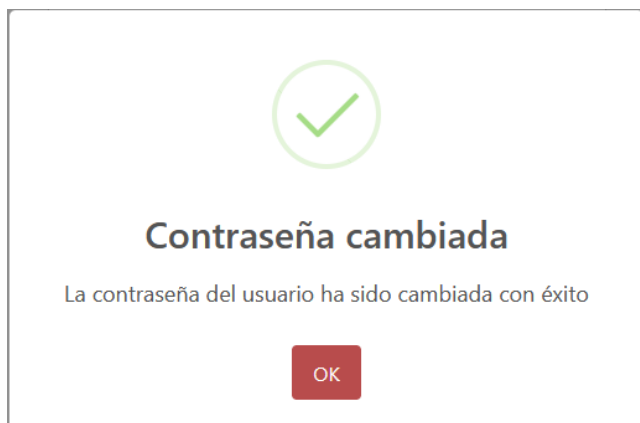 Contraseña cambiada
La contraseña del usuario ha sido cambiada con éxito
OK